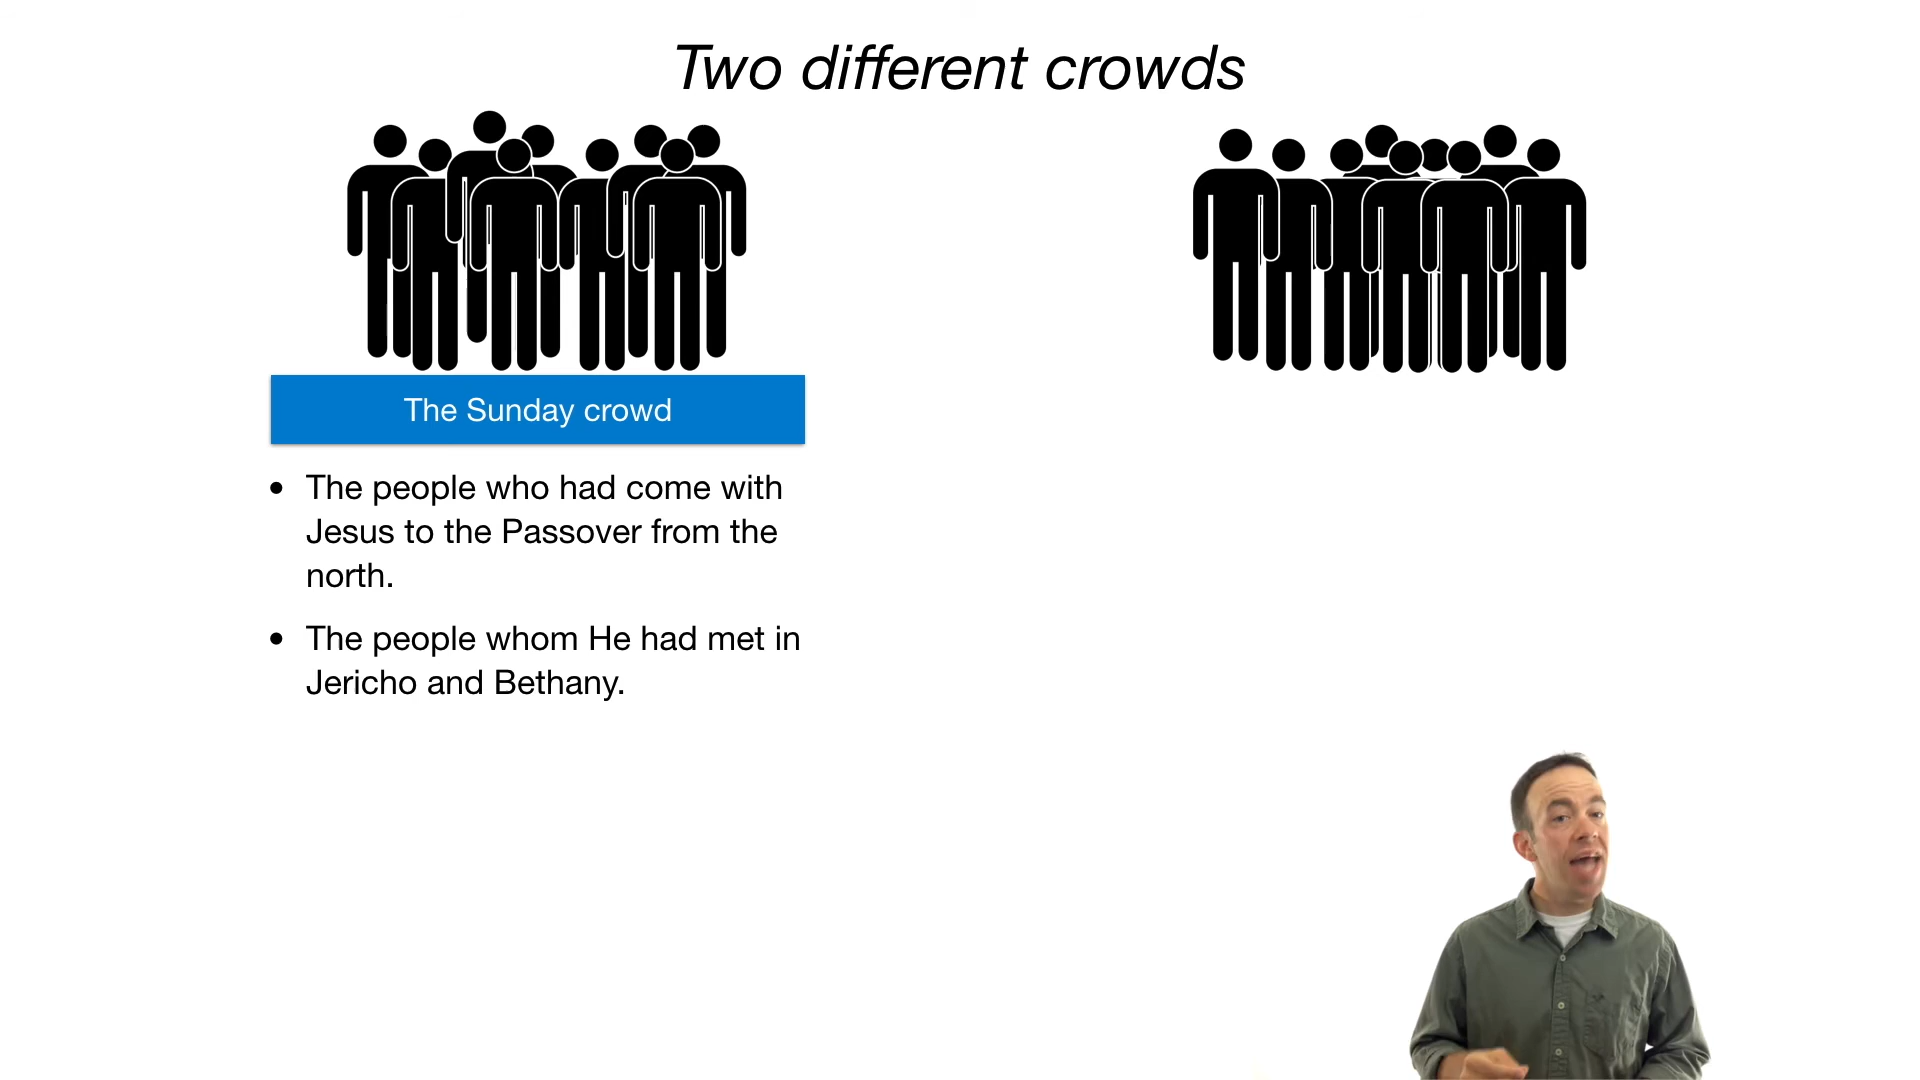 Two different crowds
The Sunday crowd
• The people who had come with
Jesus to the Passover from the
north.
• The people whom He had met in
Jericho and Bethany.